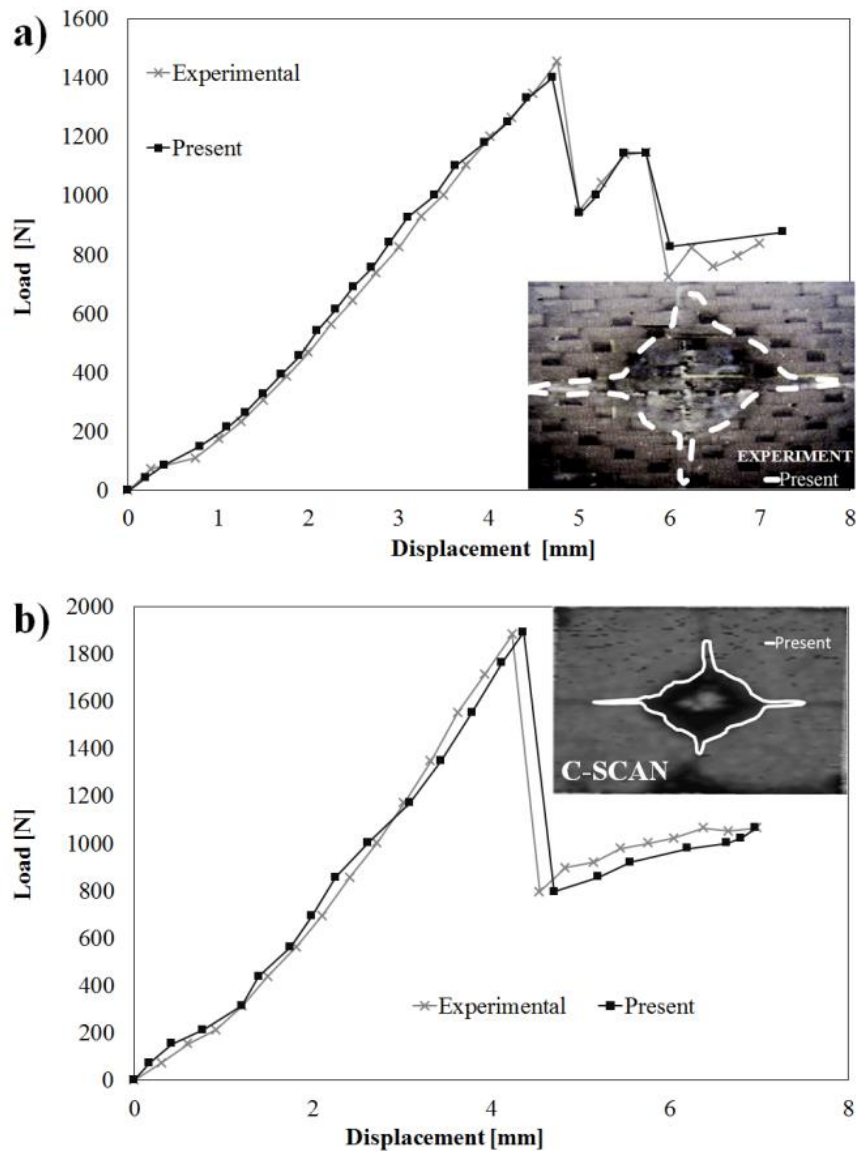 a)
1600
1400
1200
1000
800
600
400
200
0
Load [N]
Experimental
Present
EXPERIMENT
Present
0 1 2 3 4 5 6 7 8
Displacement [mm]
b)
2000
1800
1600
1400
1200
1000
800
600
400
200
0
Load [N]
Present
C-SCAN
Experimental Present
0 2 4 6 8
Displacement [mm]